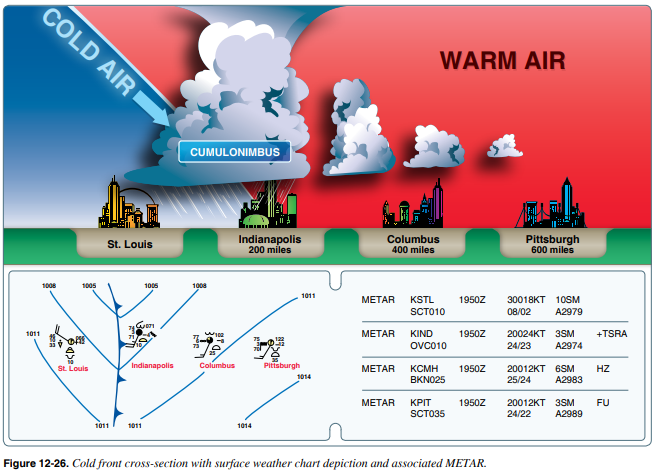 COLD AIR
WARM AIR
CUMULONIMBUS
St. Louis
Indianapolis
200 miles
Columbus
400 miles
Pittsburgh
600 miles
1008
1005
1005
1008
1011
1011
St. Louis
Indianapolis
Columbus
Pittsburgh
1014
1011
1011
1014
METAR KSTL 1950Z 30018KT 10SM
SCT010 08/02 A2979
METAR KIND 1950Z 20024KT 3SM +TSRA
OVC010 24/23 A2974
METAR KCMH 1950Z 20012KT 6SM HZ
BKN025 25/24 A2983
METAR KPIT 1950Z 20012KT 3SM FU
SCT035 24/22 A2989
Figure 12-26. Cold front cross-section with surface weather chart depiction and associated METAR.